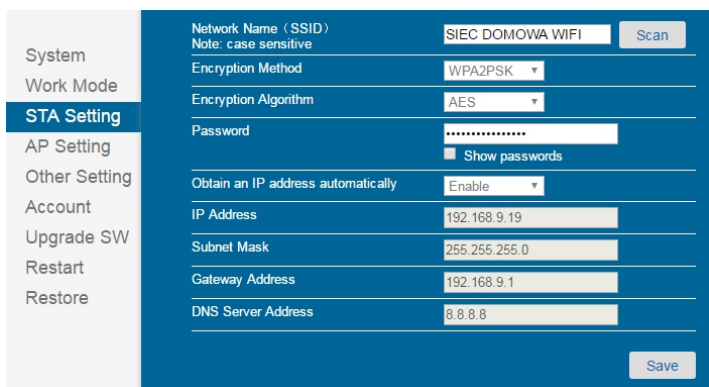 System
Work Mode
STA Setting
AP Setting
Other Setting
Account
Upgrade SW
Restart
Restore
Network Name（SSID） SIEC DOMOWA WIFI Scan
Note: case sensitive
Encryption Method WPA2PSK
Encryption Algorithm AES
Password ••••••••••••••••
Show passwords
Obtain an IP address automatically Enable
IP Address 192.168.9.19
Subnet Mask 255.255.255.0
Gateway Address 192.168.9.1
DNS Server Address 8.8.8.8
Save